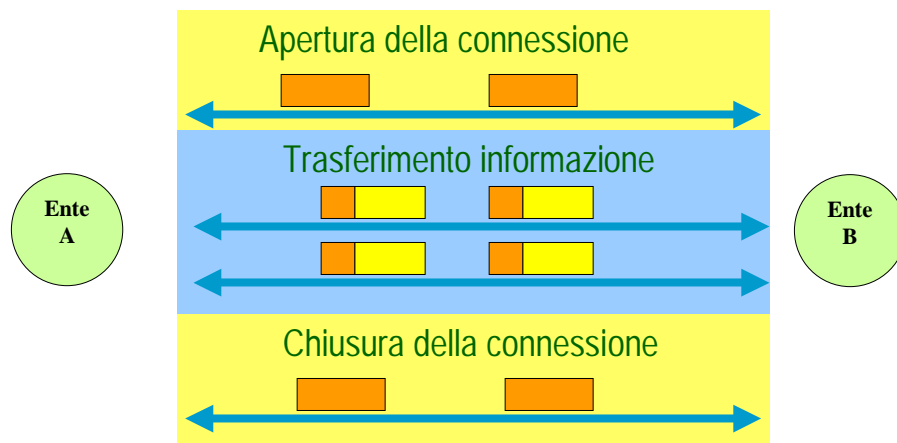 Apertura della connessione
Trasferimento informazione
Ente
A
Ente
B
Chiusura della connessione